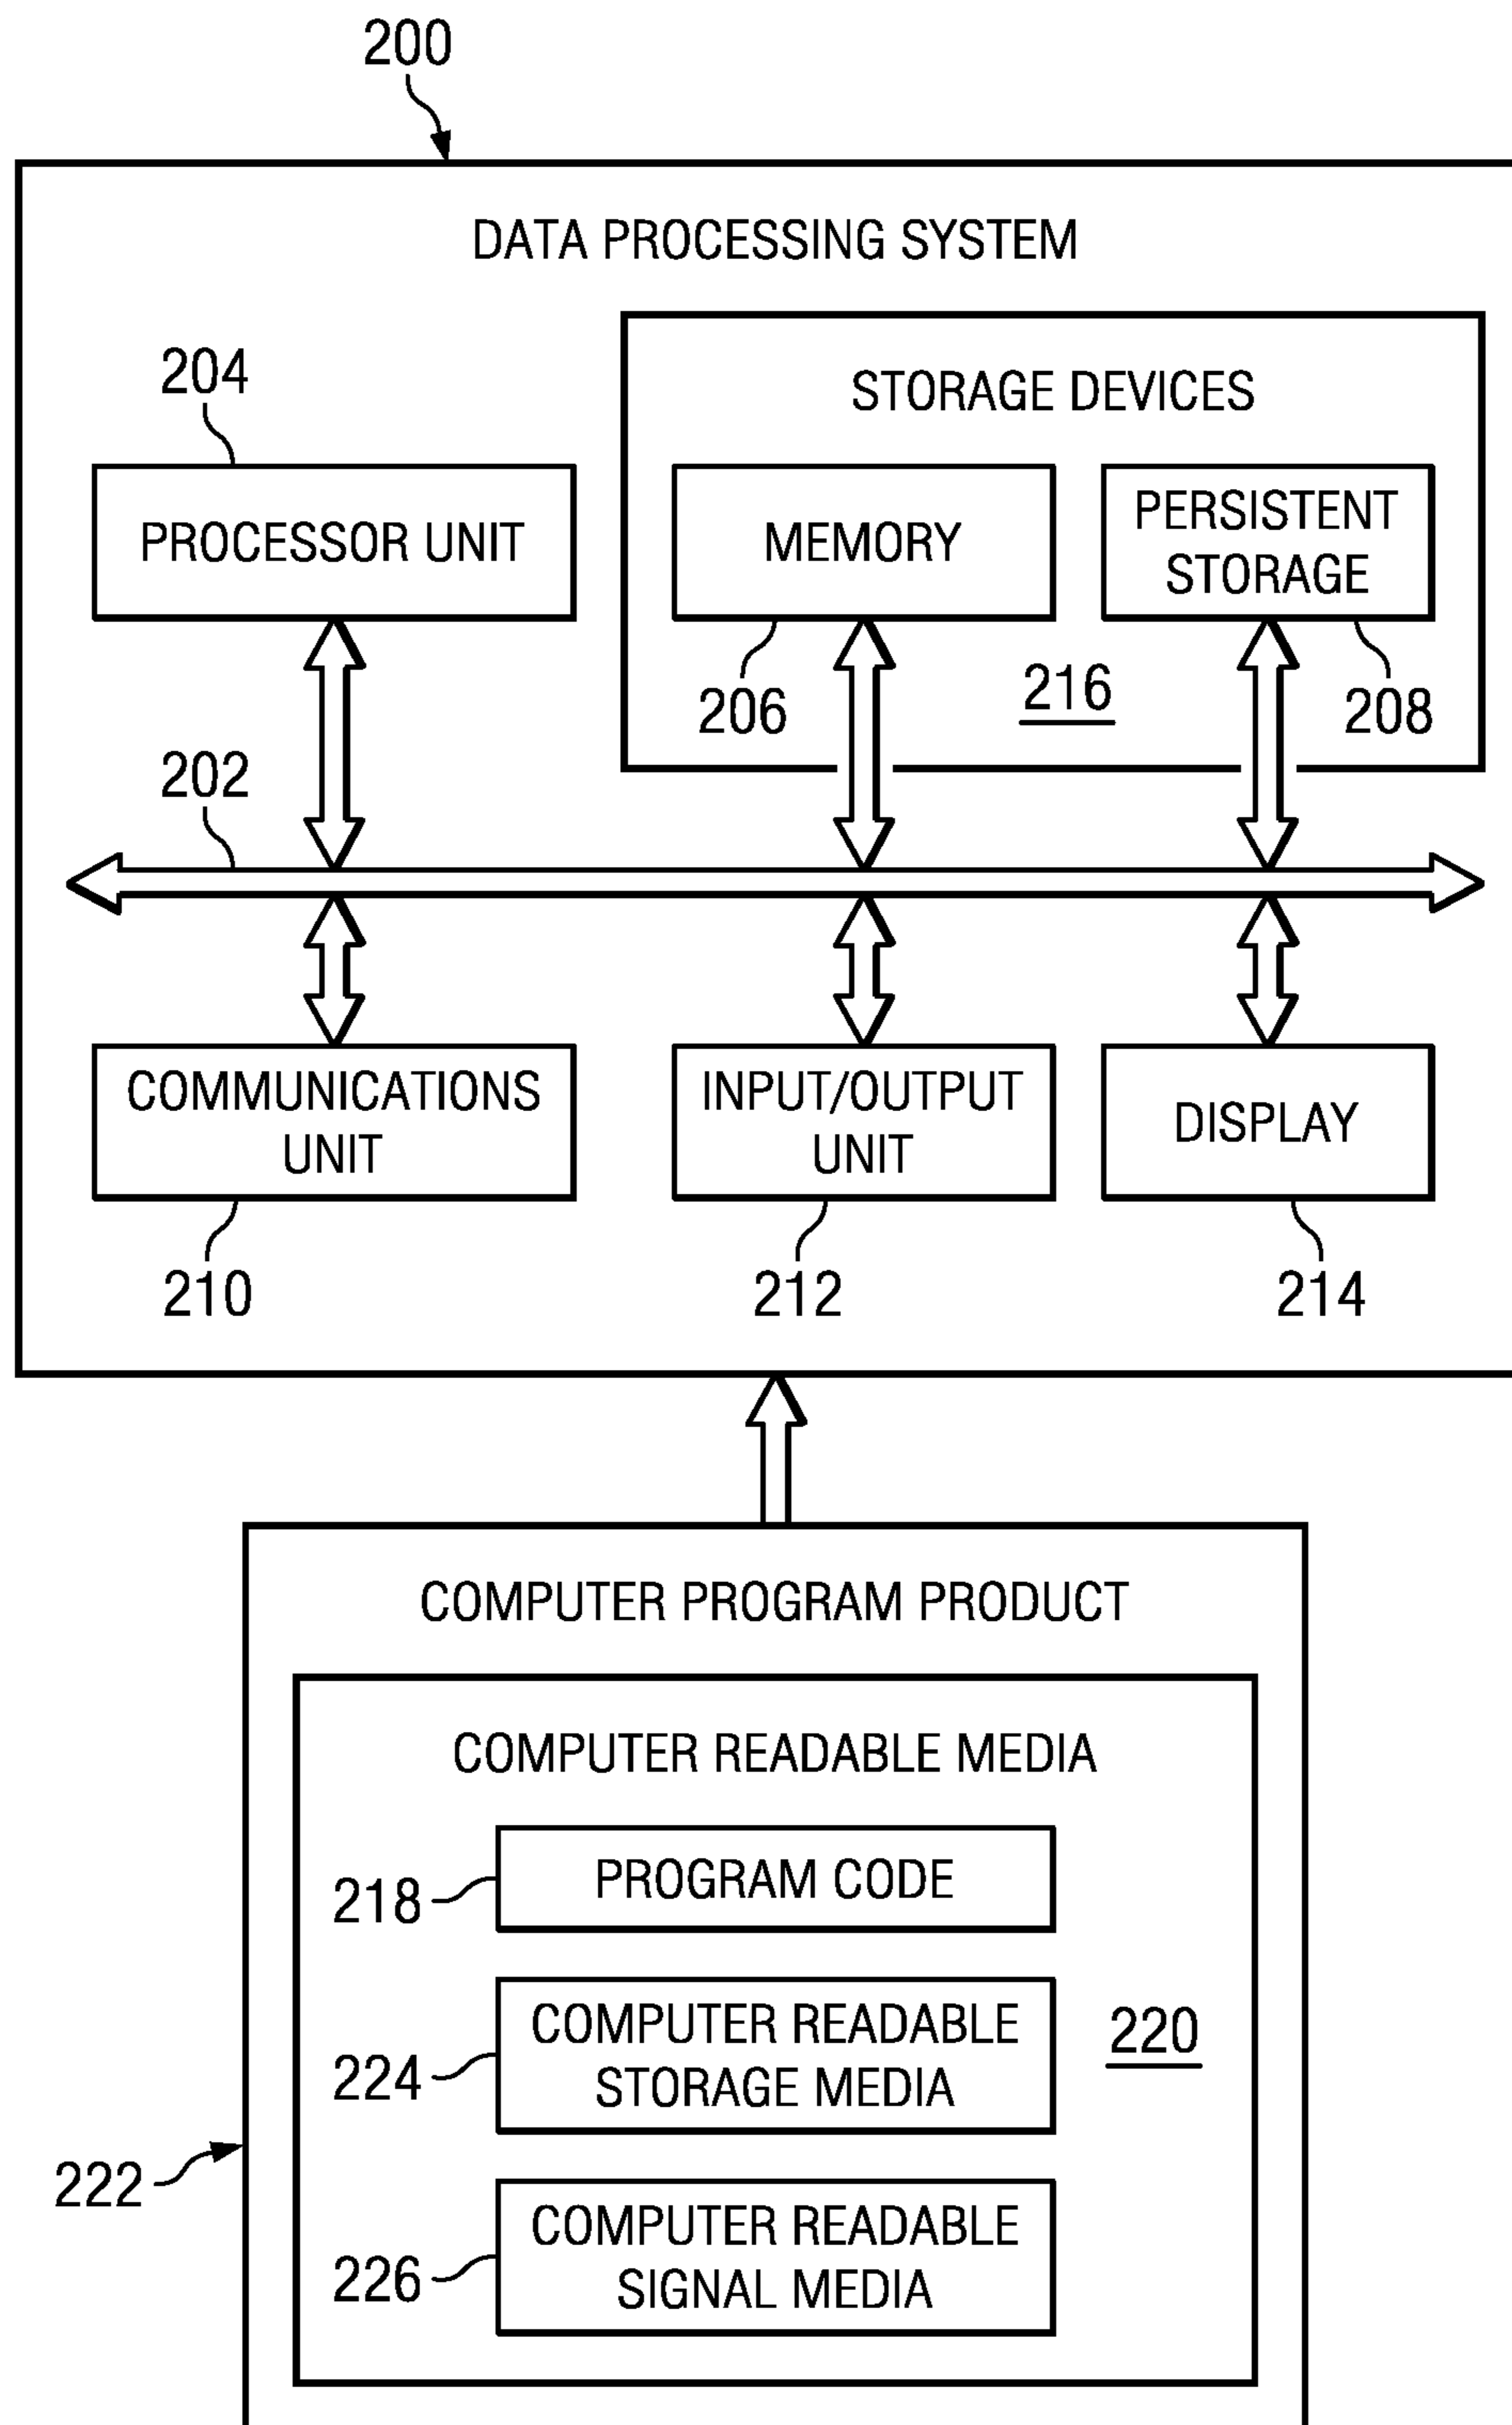 200
DATA PROCESSING SYSTEM
204
STORAGE DEVICES
PROCESSOR UNIT
MEMORY
PERSISTENT
STORAGE
206
216
208
202
COMMUNICATIONS
UNIT
INPUT/OUTPUT
UNIT
DISPLAY
210
212
214
COMPUTER PROGRAM PRODUCT
COMPUTER READABLE MEDIA
218
PROGRAM CODE
224
COMPUTER READABLE
STORAGE MEDIA
220
222
226
COMPUTER READABLE
SIGNAL MEDIA